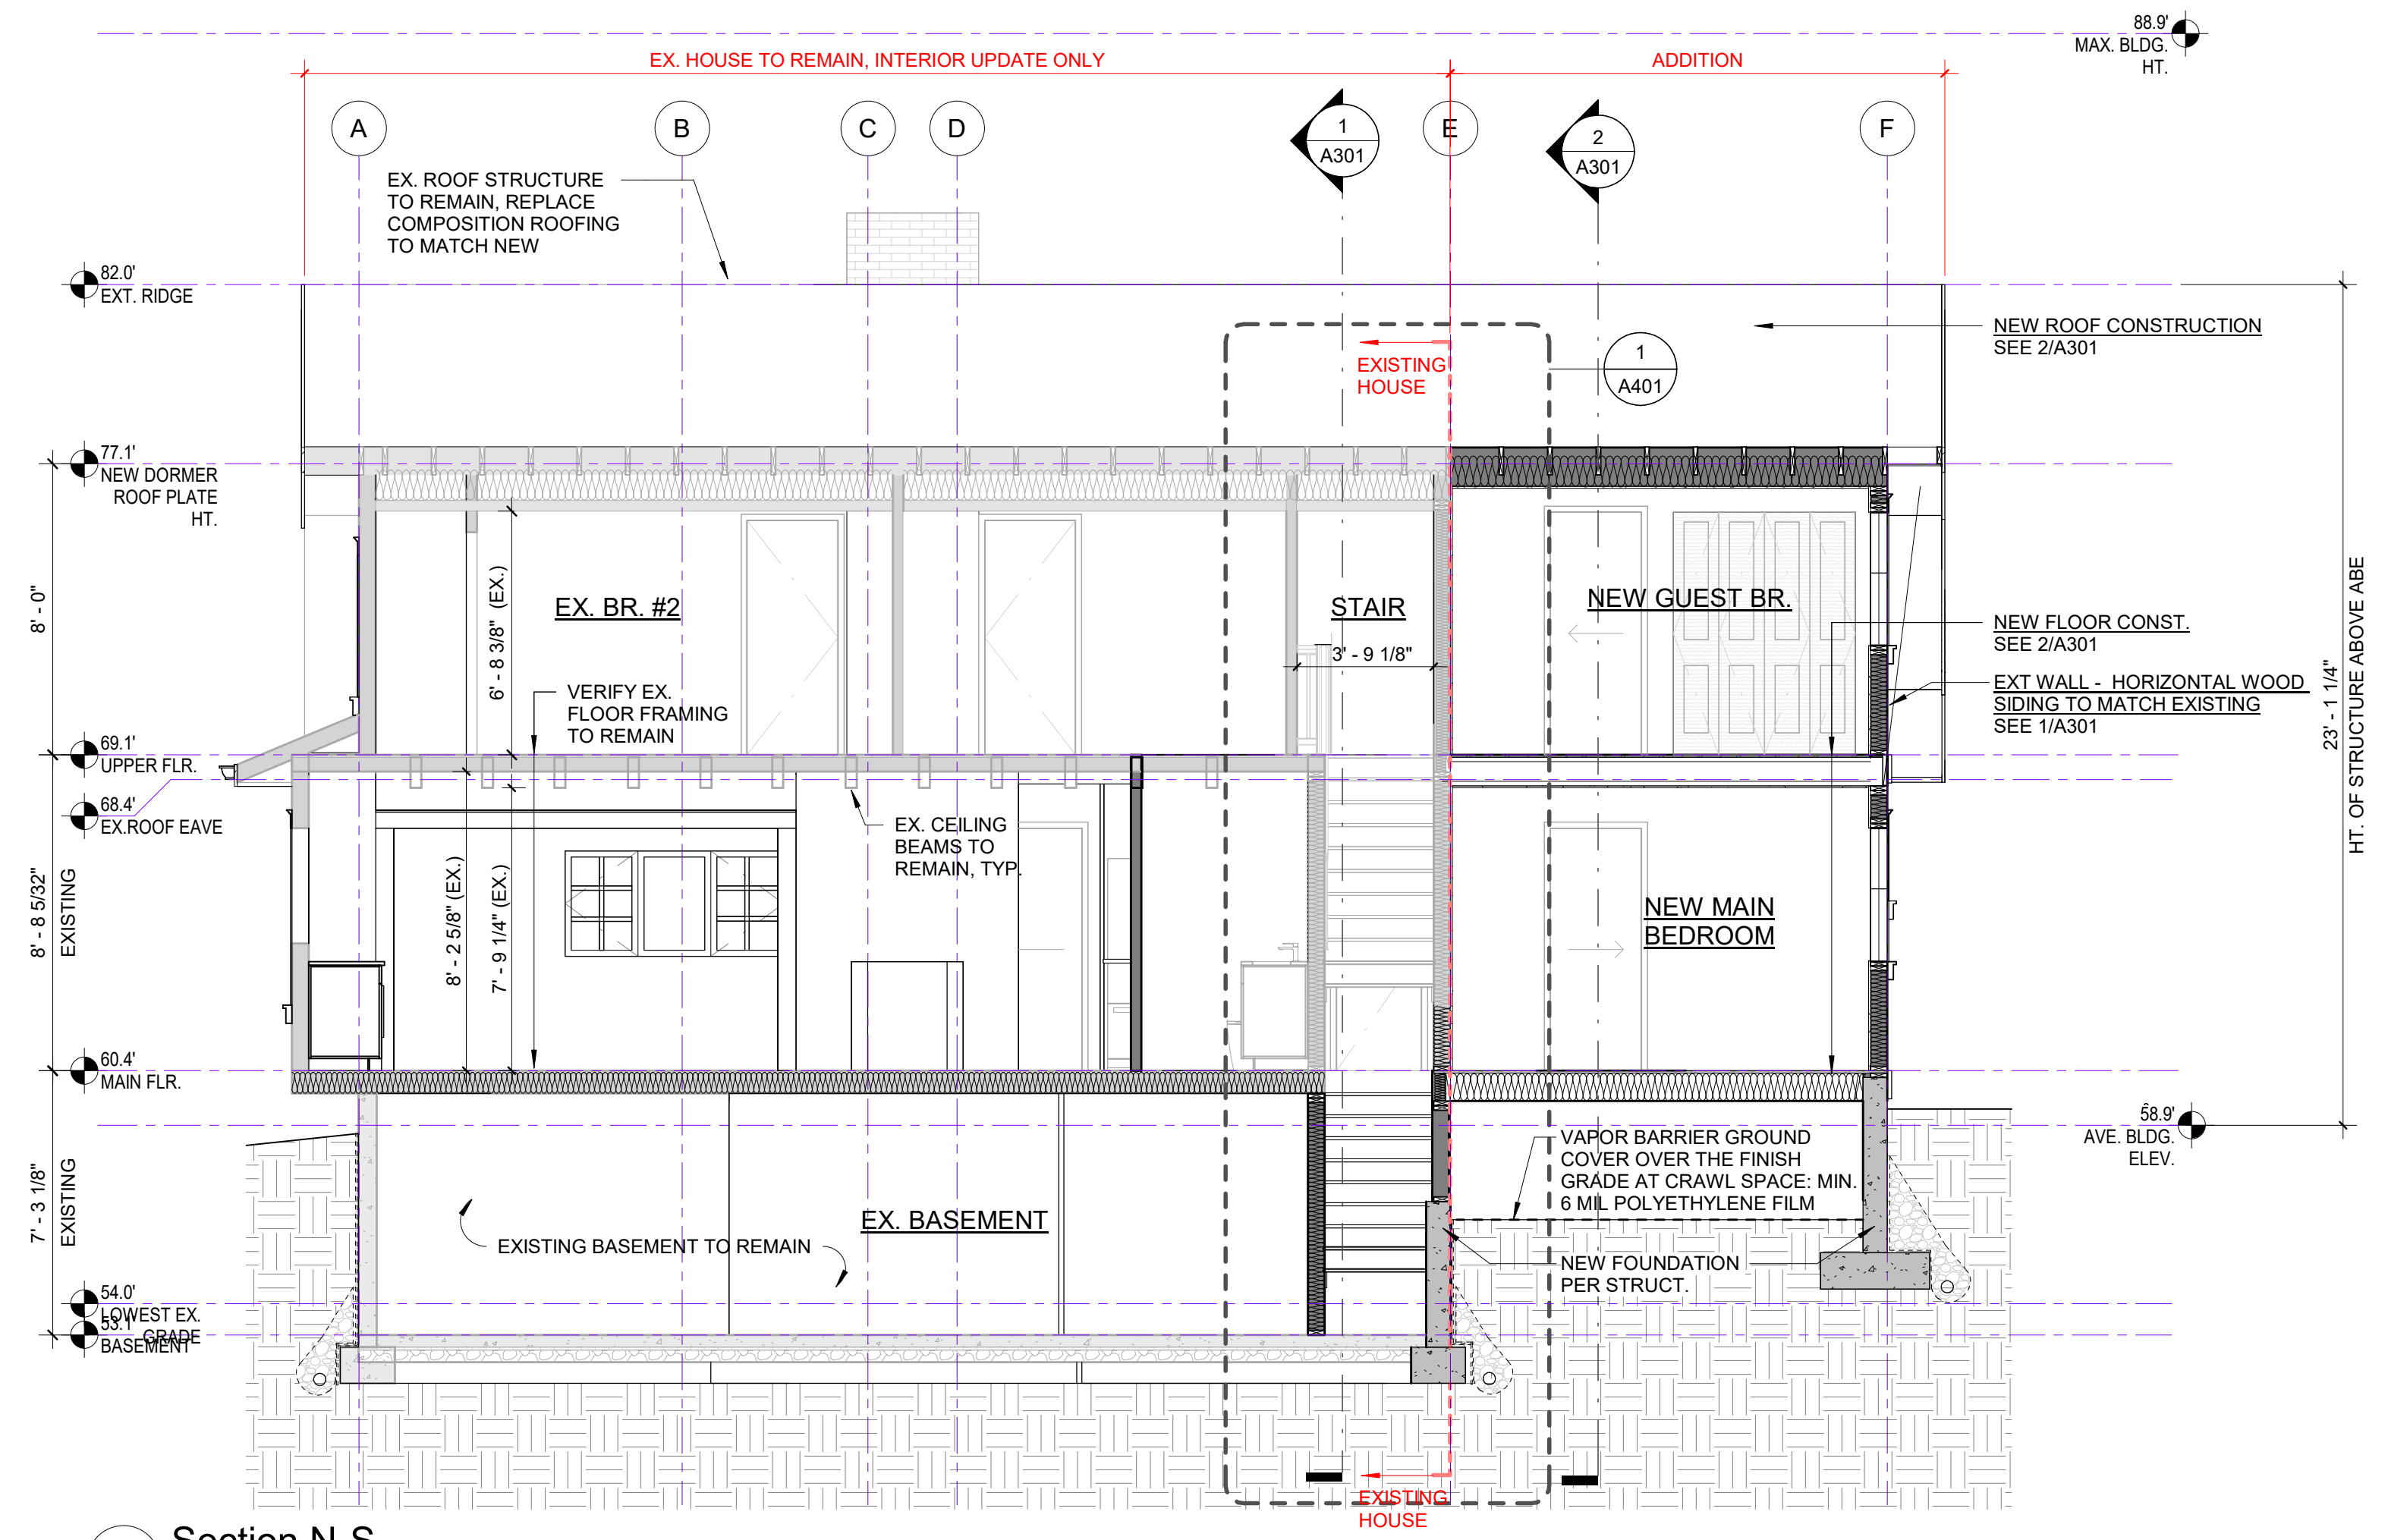 88.9'
MAX. BLDG.
HT.
EX. HOUSE TO REMAIN, INTERIOR UPDATE ONLY
ADDITION
A
B
C
D
1
A301
E
2
A301
F
EX. ROOF STRUCTURE
TO REMAIN, REPLACE
COMPOSITION ROOFING
TO MATCH NEW
82.0'
EXT. RIDGE
NEW ROOF CONSTRUCTION
SEE 2/A301
EXISTING
HOUSE
1
A401
77.1'
NEW DORMER
ROOF PLATE
HT.
8' - 0"
6' - 8 3/8" (EX.)
EX. BR. #2
STAIR
3' - 9 1/8"
NEW GUEST BR.
NEW FLOOR CONST.
SEE 2/A301
EXT WALL - HORIZONTAL WOOD
SIDING TO MATCH EXISTING
SEE 1/A301
VERIFY EX.
FLOOR FRAMING
TO REMAIN
23' - 1 1/4"
HT. OF STRUCTURE ABOVE ABE
69.1'
UPPER FLR.
68.4'
EX.ROOF EAVE
EX. CEILING
BEAMS TO
REMAIN, TYP.
8' - 8 5/32"
EXISTING
8' - 2 5/8" (EX.)
7' - 9 1/4" (EX.)
NEW MAIN
BEDROOM
60.4'
MAIN FLR.
58.9'
AVE. BLDG.
ELEV.
VAPOR BARRIER GROUND
COVER OVER THE FINISH
GRADE AT CRAWL SPACE: MIN.
6 MIL POLYETHYLENE FILM
7' - 3 1/8"
EXISTING
EX. BASEMENT
EXISTING BASEMENT TO REMAIN
NEW FOUNDATION
PER STRUCT.
54.0'
LOWEST EX.
GRADE
53.1'
BASEMENT
EXISTING
HOUSE
Section N-S